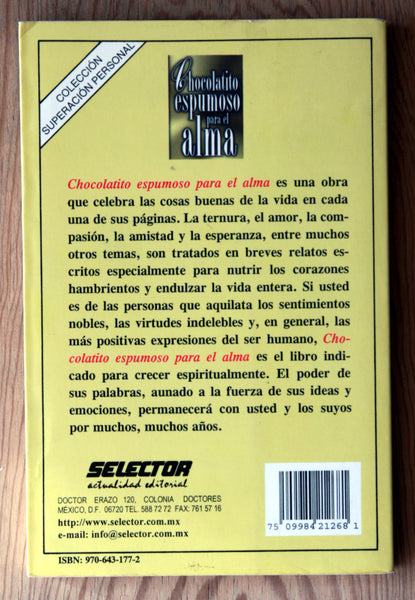 COLECCIÓN
SUPERACIÓN PERSONAL
Chocolatito
espumoso
para el
alma
Chocolatito espumoso para el alma es una obra
que celebra las cosas buenas de la vida en cada
una de sus páginas. La ternura, el amor, la com-
pasión, la amistad y la esperanza, entre muchos
otros temas, son tratados en breves relatos es-
critos especialmente para nutrir los corazones
hambrientos y endulzar la vida entera. Si usted
es de las personas que aquilata los sentimientos
nobles, las virtudes indelebles y, en general, las
más positivas expresiones del ser humano, Cho-
colatito espumoso para el alma es el libro indi-
cado para crecer espiritualmente. El poder de
sus palabras, aunado a la fuerza de sus ideas y
emociones, permanecerá con usted y los suyos
por muchos, muchos años.
SELECTOR
actualidad editorial
DOCTOR ERAZO 120, COLONIA DOCTORES
MÉXICO, D.F. 06720 TEL. 588 72 72 FAX: 761 57 16
http://www.selector.com.mx
e-mail: info@selector.com.mx
ISBN: 970-643-177-2
7 509984 212681